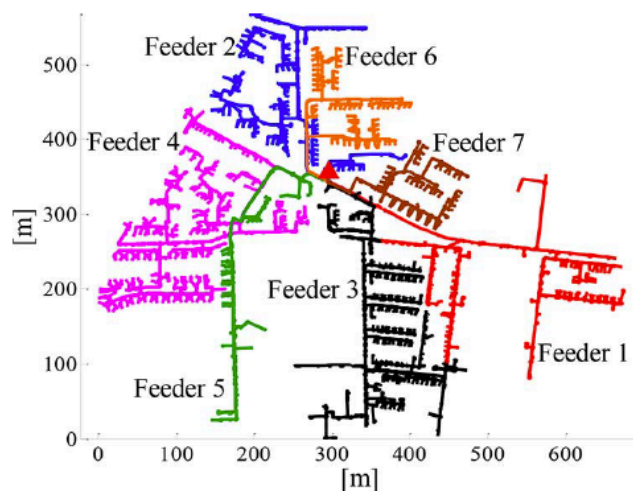 500
400
300
200
100
0
[m]
Feeder 2
Feeder 6
Feeder 4
Feeder 7
Feeder 3
Feeder 1
Feeder 5
0 100 200 300 400 500 600
[m]